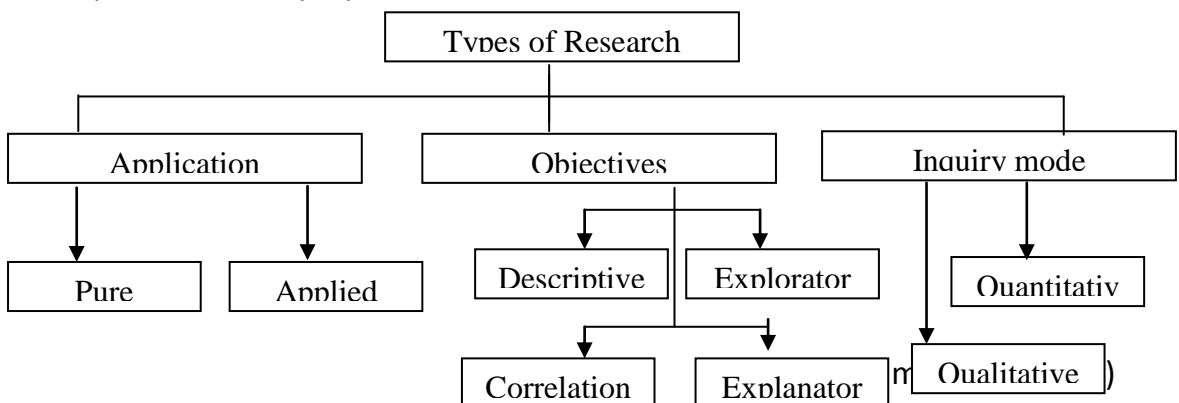 Types of Research
Application
Objectives
Inquiry mode
Pure
Applied
Descriptive
Explorator
Quantitativ
Correlation
Explanator
Qualitative
)